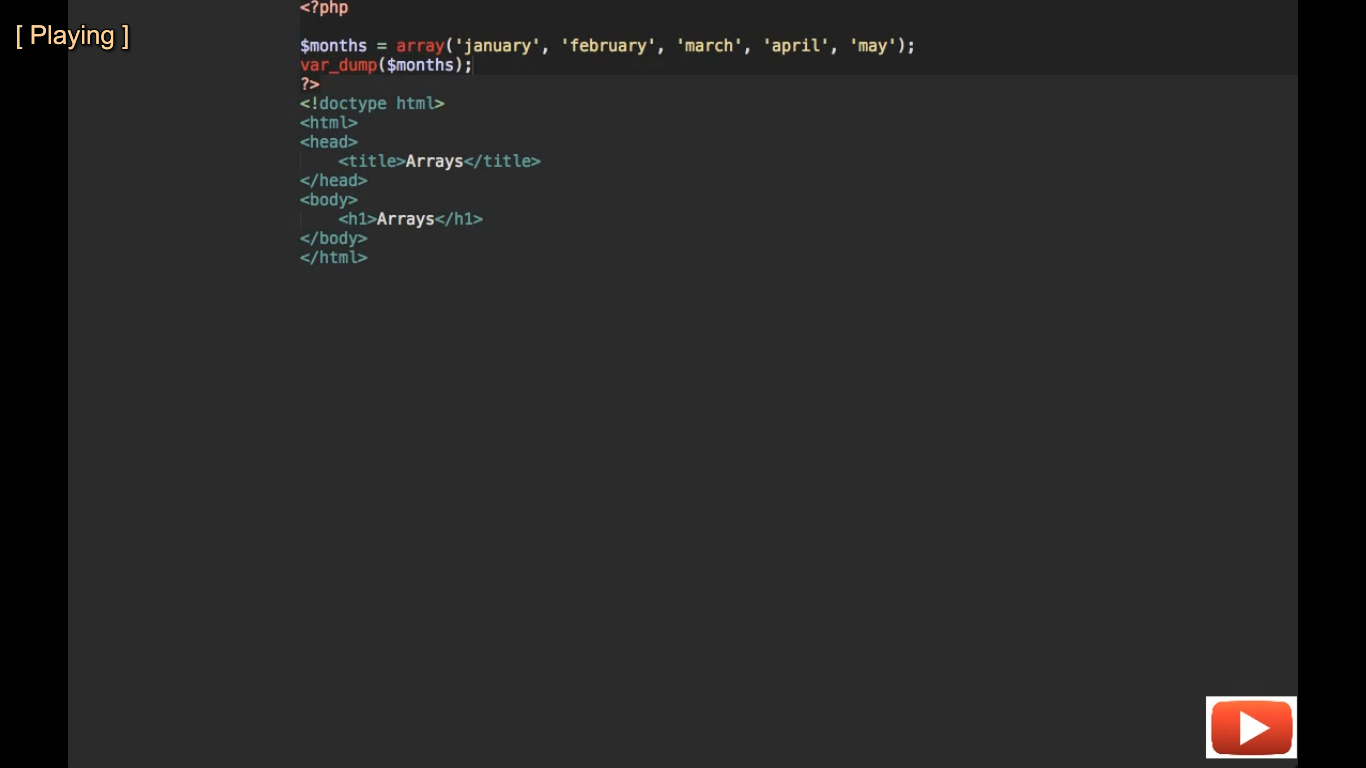 [ Playing ]
<?php
$months = array('january', 'february', 'march', 'april', 'may');
var_dump($months);
?>
<!doctype html>
<html>
<head>
<title>Arrays</title>
</head>
<body>
<h1>Arrays</h1>
</body>
</html>